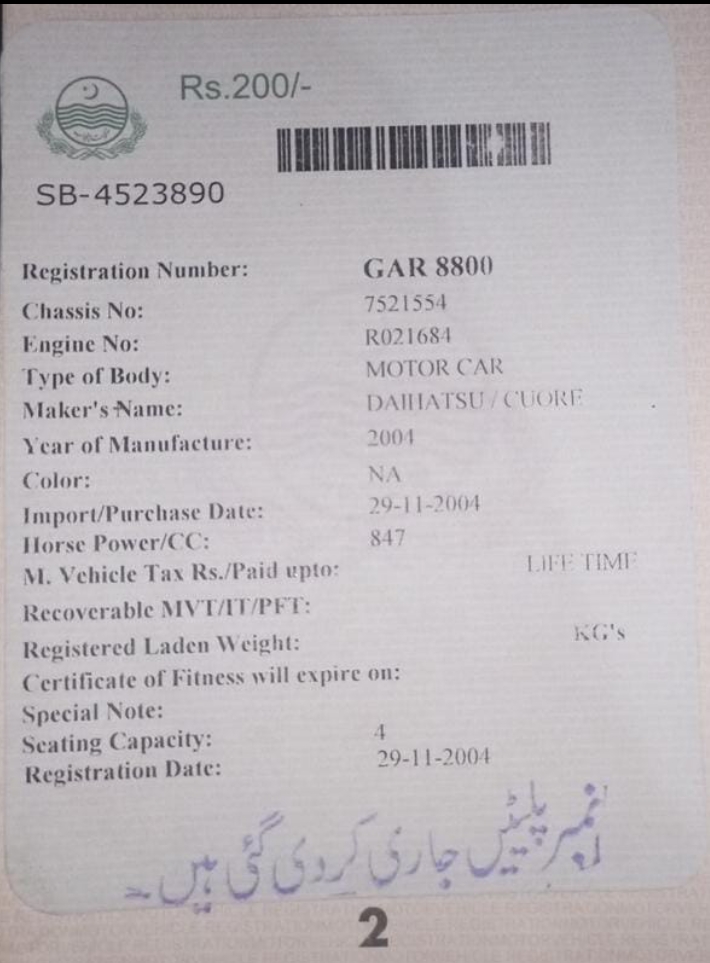 Rs.200/-
SB-4523890
Registration Number: GAR 8800
Chassis No: 7521554
Engine No: R021684
Type of Body: MOTOR CAR
Maker's Name: DAIHATSU / CUORE
Year of Manufacture: 2004
Color: NA
Import/Purchase Date: 29-11-2004
Horse Power/CC: 847
M. Vehicle Tax Rs./Paid upto: LIFE TIME
Recoverable MVT/IT/PFT:
Registered Laden Weight: KG's
Certificate of Fitness will expire on:
Special Note:
Seating Capacity: 4
Registration Date: 29-11-2004
نمبر پلیٹیں جاری کر دی گئی ہیں۔
2